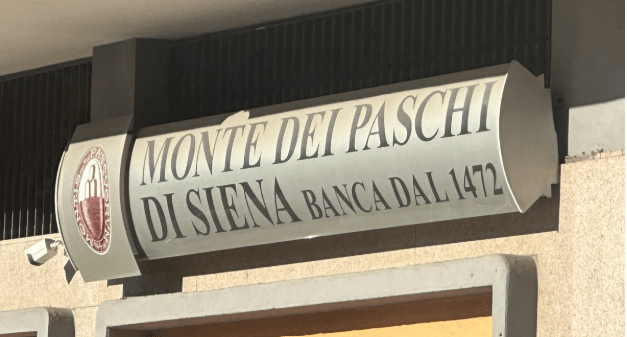 MONTE DEI PASCHI
DI SIENA BANCA DAL 1472